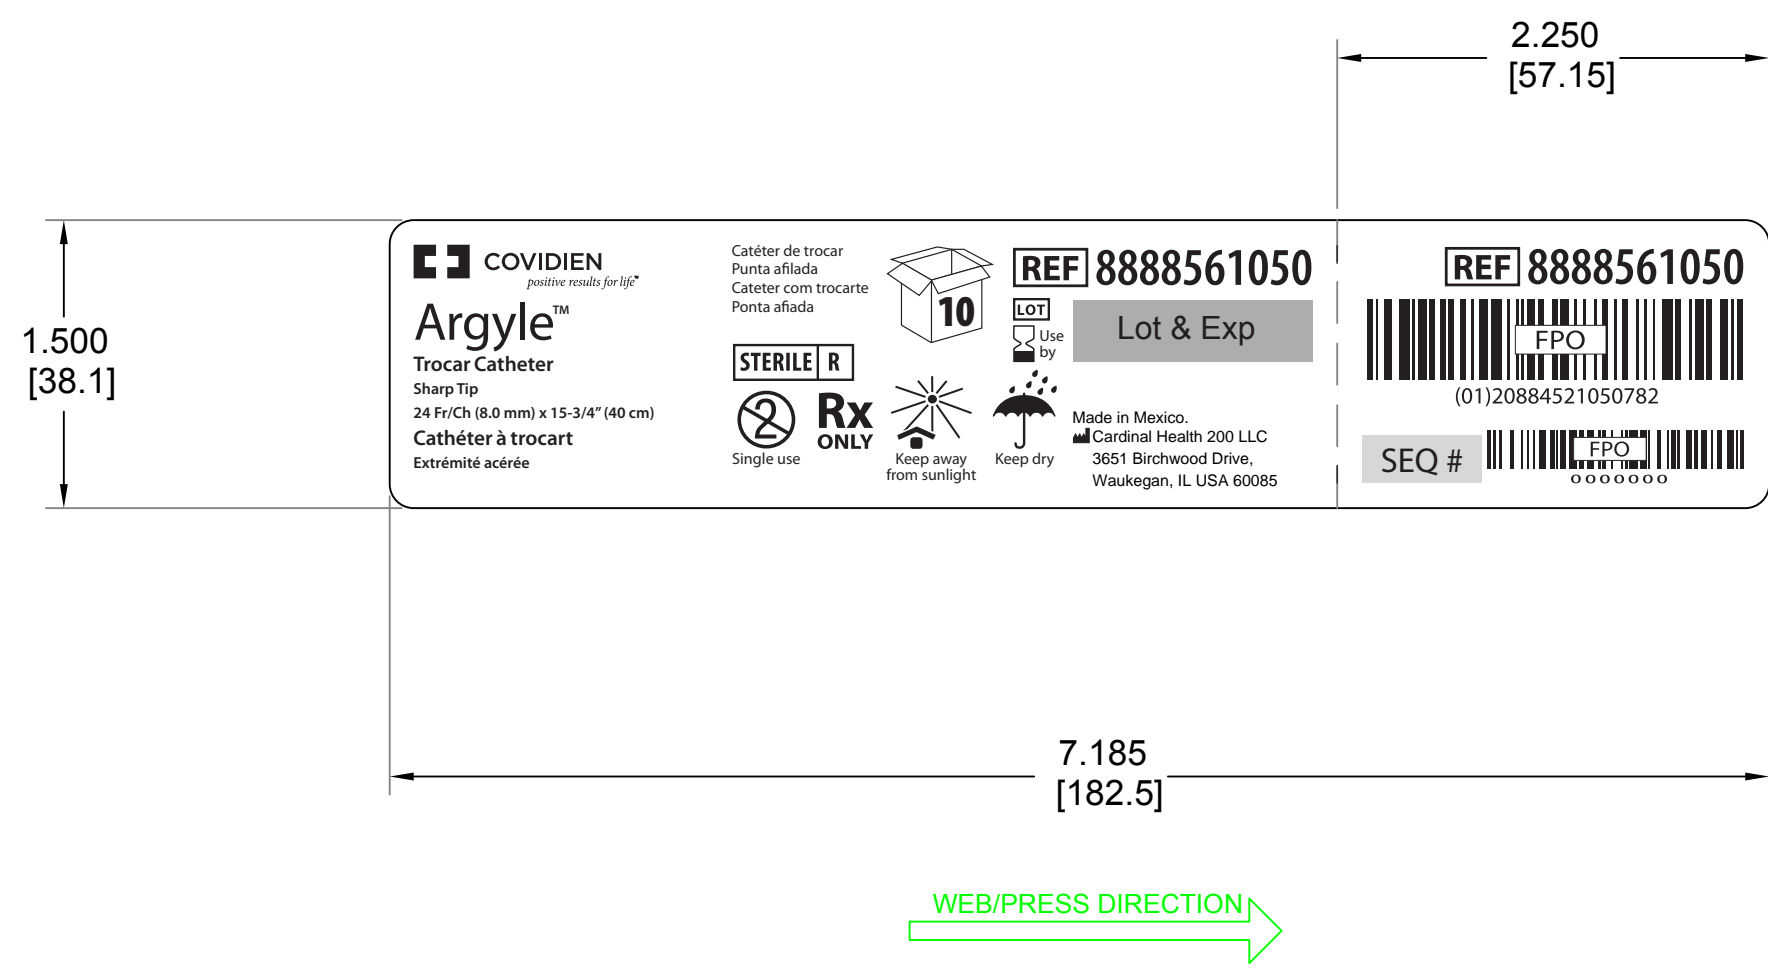 2.250
[57.15]
1.500
[38.1]
COVIDIEN
positive results for life™
Argyle™
Trocar Catheter
Sharp Tip
24 Fr/Ch (8.0 mm) x 15-3/4” (40 cm)
Cathéter à trocart
Extrémité acérée
Catéter de trocar
Punta afilada
Cateter com trocarte
Ponta afiada
STERILE R
2
Single use
Rx
ONLY
10
Keep away
from sunlight
Keep dry
REF 8888561050
LOT
Use
by
Lot & Exp
Made in Mexico.
Cardinal Health 200 LLC
3651 Birchwood Drive,
Waukegan, IL USA 60085
REF 8888561050
FPO
(01)20884521050782
SEQ #
FPO
0000000
7.185
[182.5]
WEB/PRESS DIRECTION